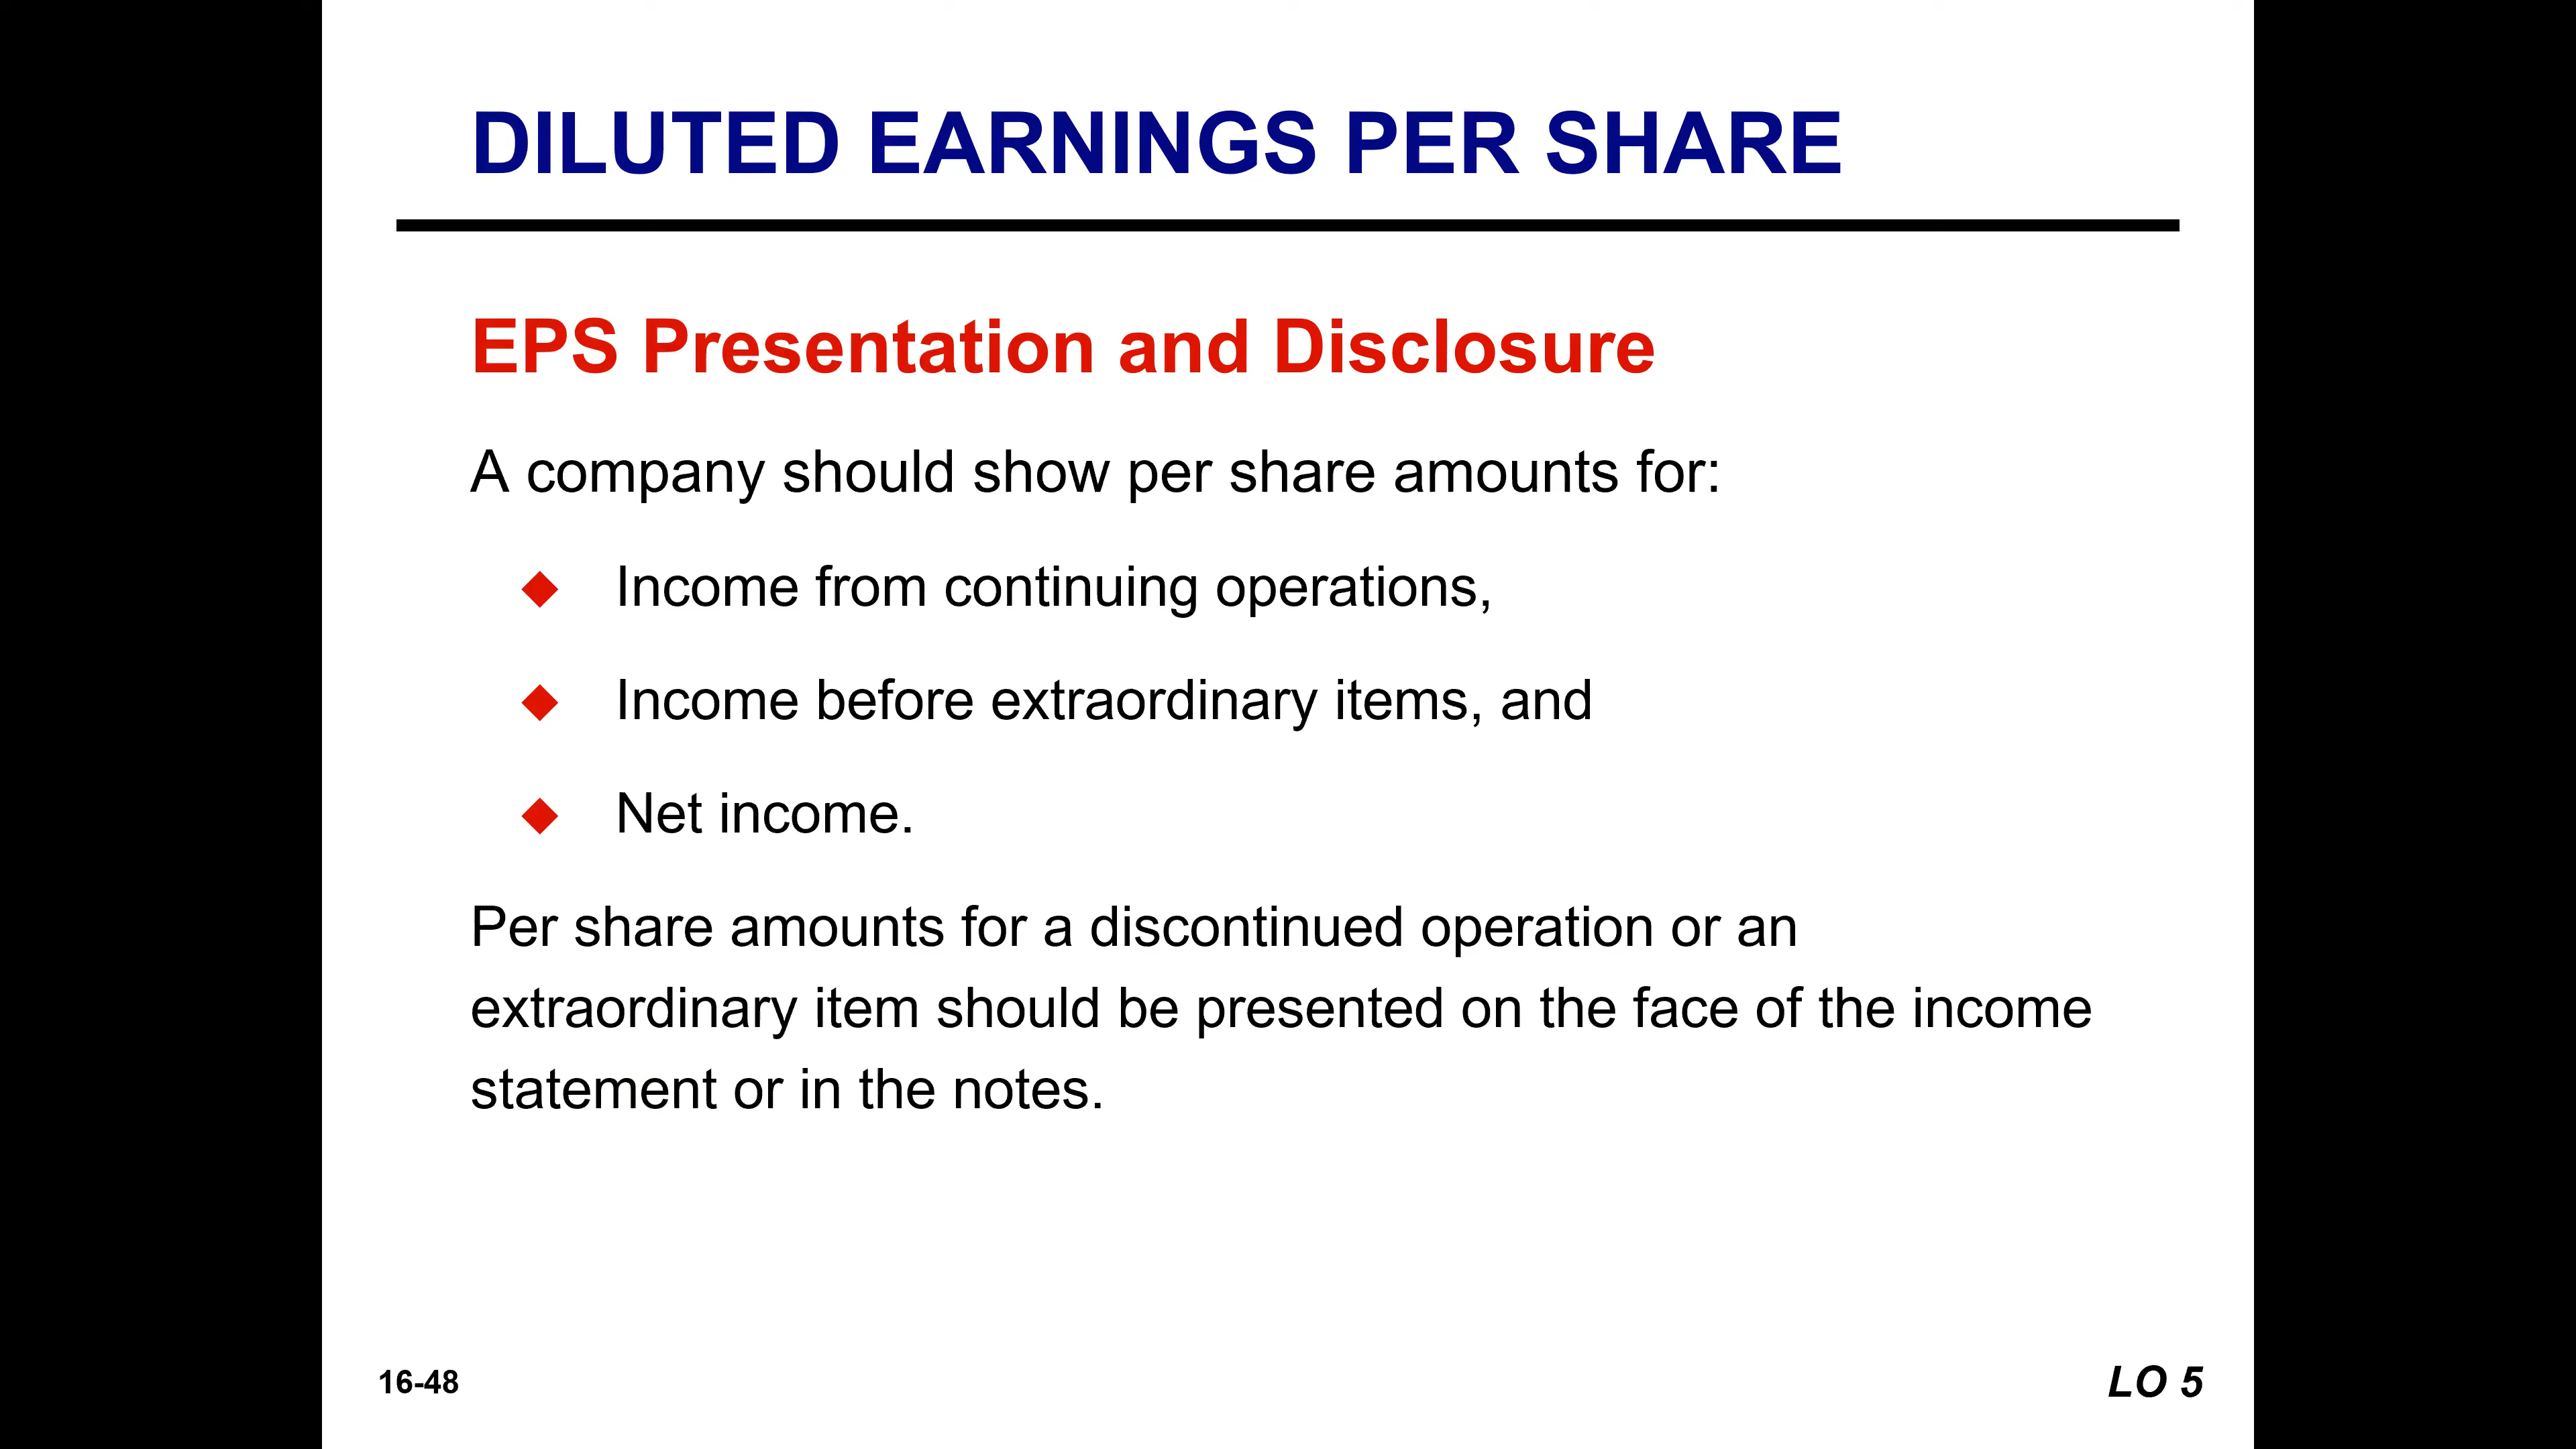 DILUTED EARNINGS PER SHARE
EPS Presentation and Disclosure
A company should show per share amounts for:
◆ Income from continuing operations,
◆ Income before extraordinary items, and
◆ Net income.
Per share amounts for a discontinued operation or an
extraordinary item should be presented on the face of the income
statement or in the notes.
16-48
LO 5